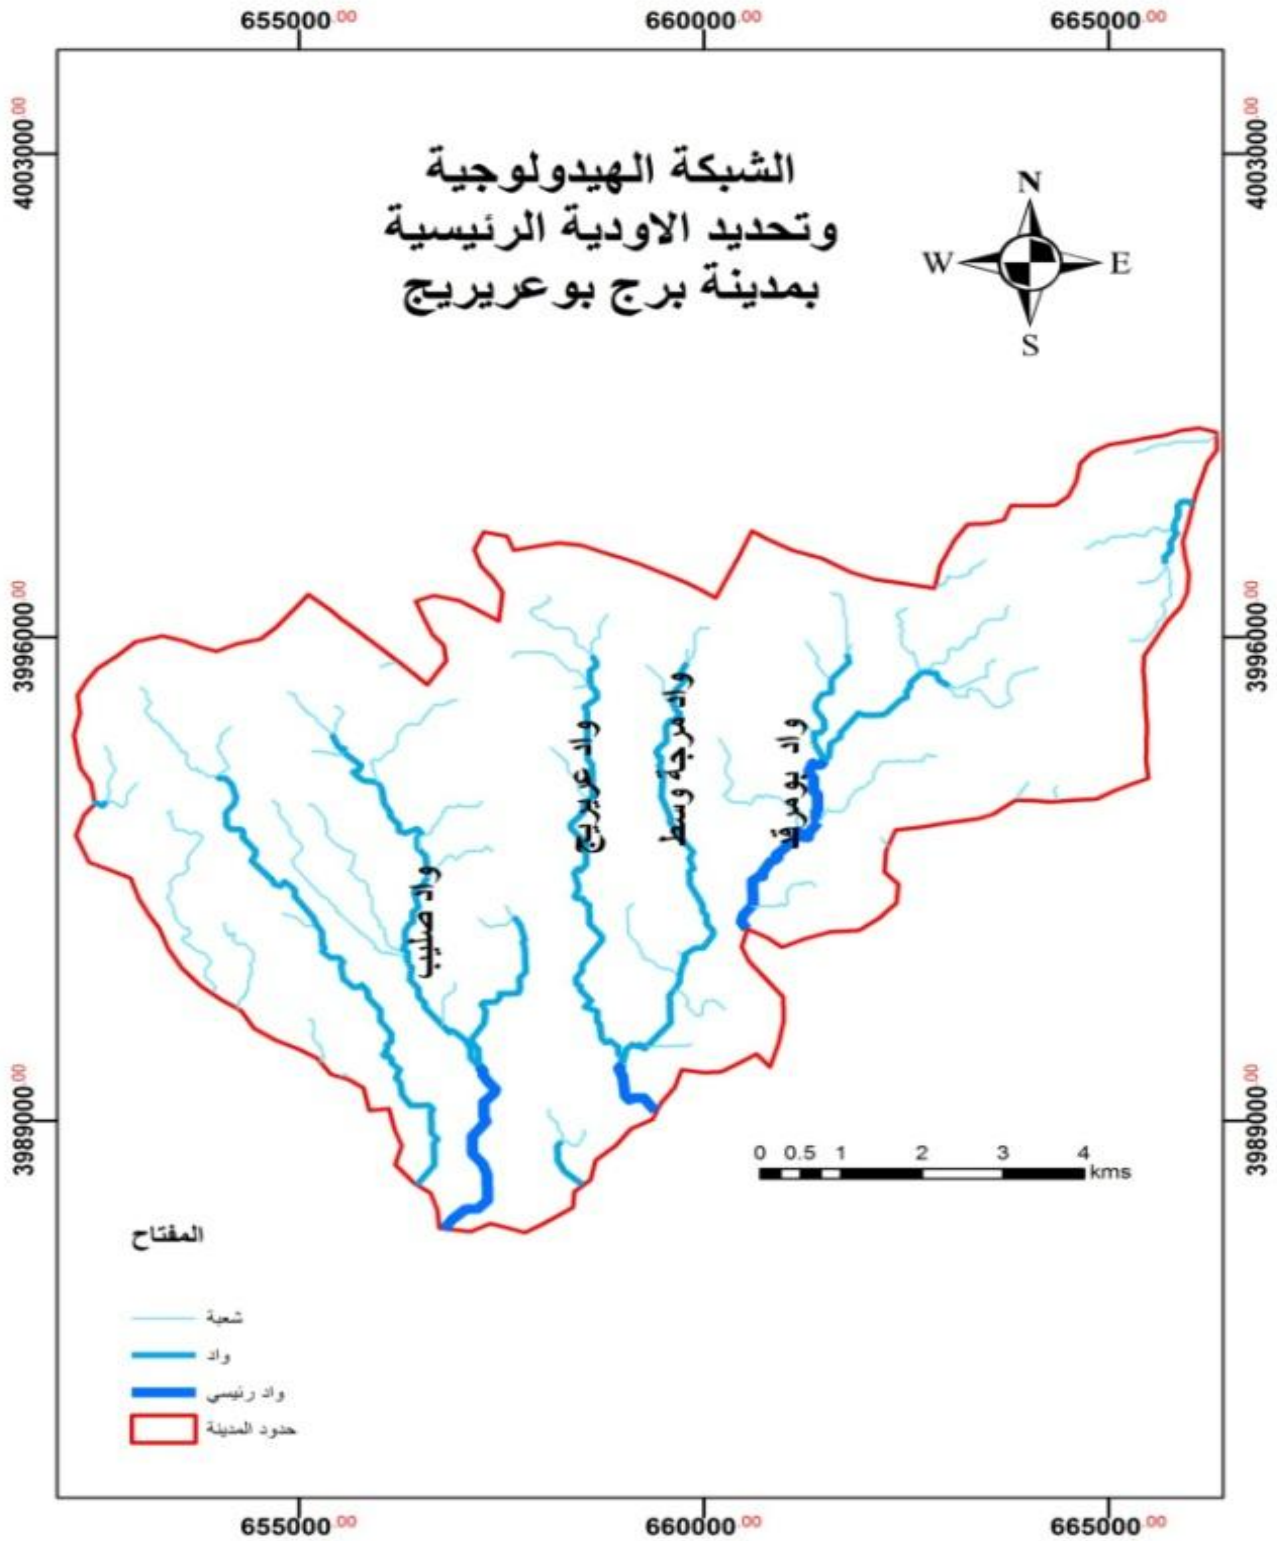 655000.00 660000.00 665000.00
4003000.00
4003000.00
الشبكة الهيدولوجية
وتحديد الاودية الرئيسية
بمدينة برج بوعريريج
N
W E
S
3996000.00
3996000.00
واد صليب
واد عريريج
واد مرجة وسط
واد بومرقد
3989000.00
3989000.00
0 0.5 1 2 3 4
kms
المفتاح
شعبة
واد
واد رئيسي
حدود المدينة
655000.00 660000.00 665000.00